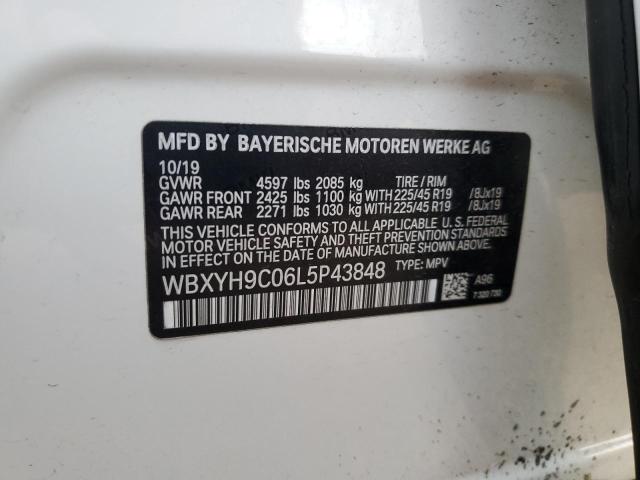 MFD BY BAYERISCHE MOTOREN WERKE AG
10/19
GVWR 4597 lbs 2085 kg TIRE / RIM
GAWR FRONT 2425 lbs 1100 kg WITH 225/45 R19 /8Jx19
GAWR REAR 2271 lbs 1030 kg WITH 225/45 R19 /8Jx19
THIS VEHICLE CONFORMS TO ALL APPLICABLE U. S. FEDERAL
MOTOR VEHICLE SAFETY AND THEFT PREVENTION STANDARDS
IN EFFECT ON THE DATE OF MANUFACTURE SHOWN ABOVE.
WBXYH9C06L5P43848 TYPE: MPV
A96
7 320 750